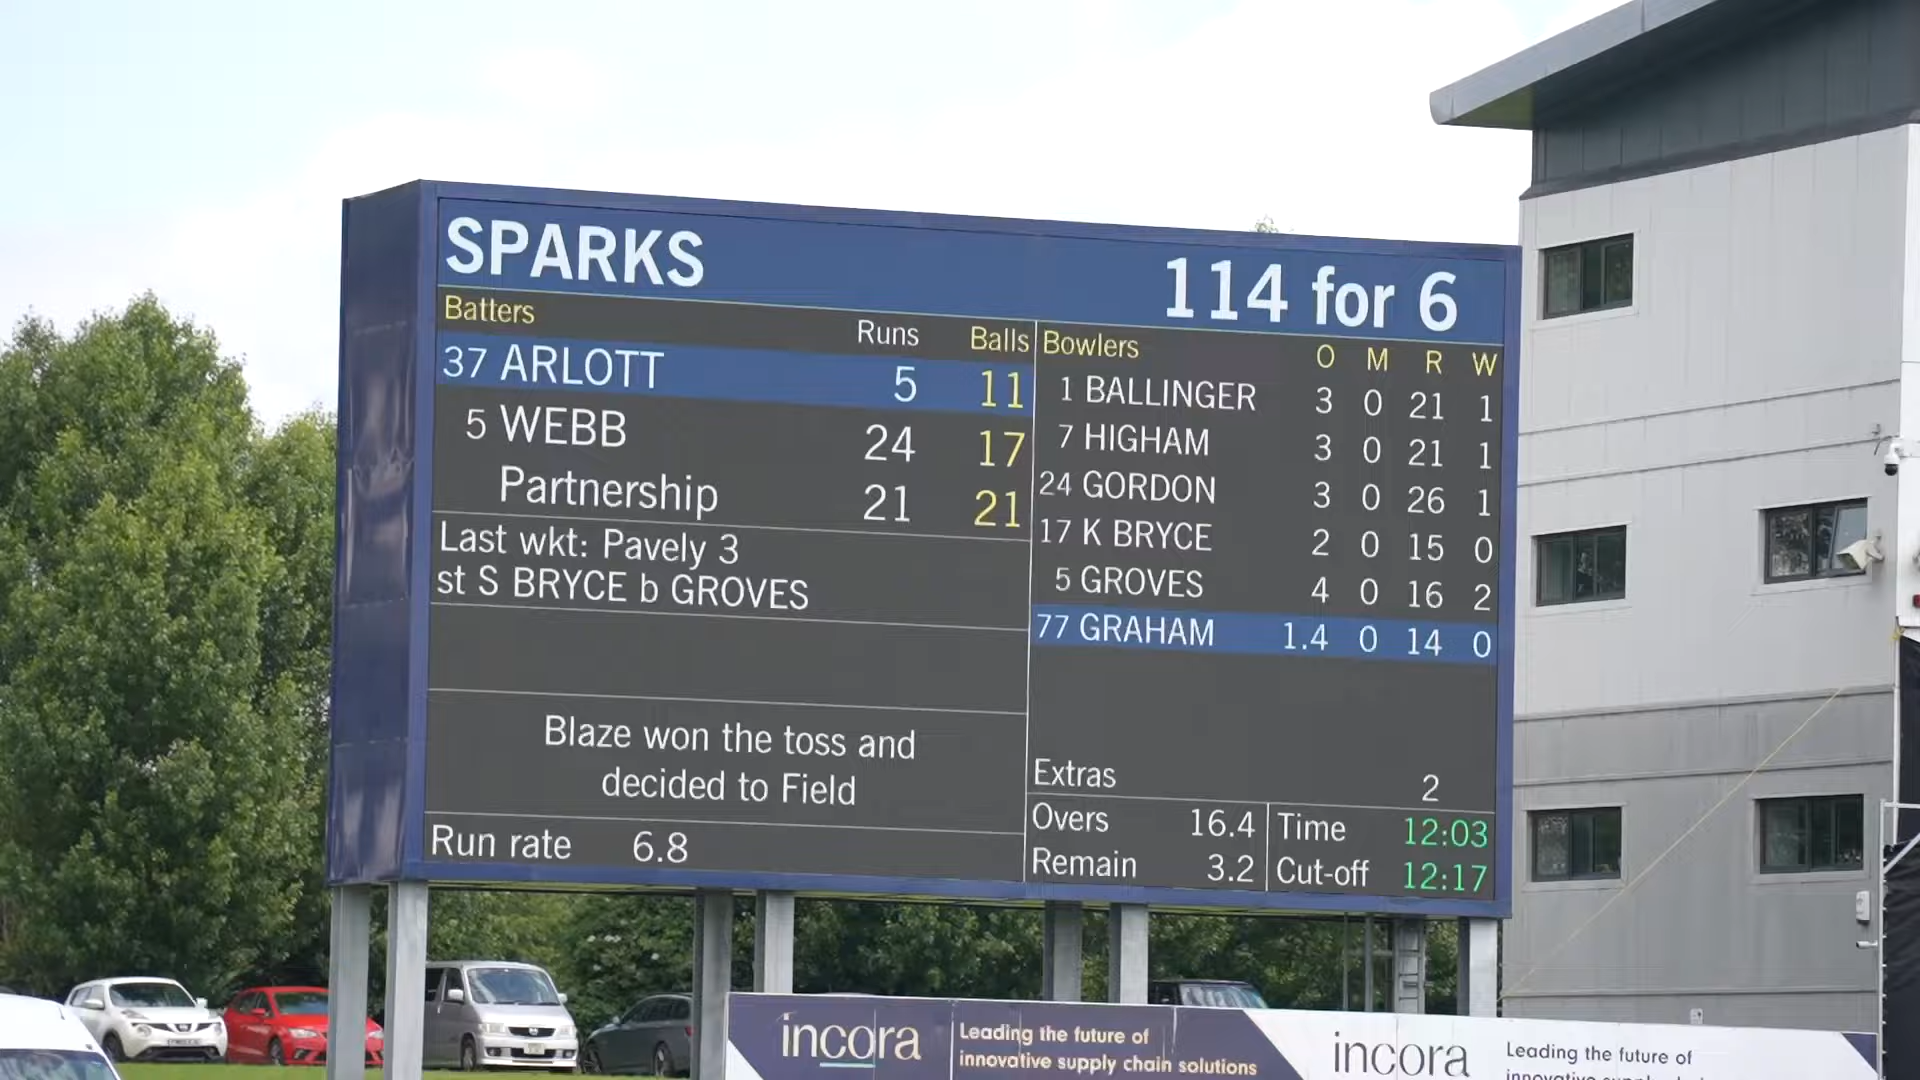 SPARKS 114 for 6
Batters Runs Balls
37 ARLOTT 5 11
5 WEBB 24 17
Partnership 21 21
Last wkt: Pavely 3
st S BRYCE b GROVES
Blaze won the toss and
decided to Field
Run rate 6.8
Bowlers O M R W
1 BALLINGER 3 0 21 1
7 HIGHAM 3 0 21 1
24 GORDON 3 0 26 1
17 K BRYCE 2 0 15 0
5 GROVES 4 0 16 2
77 GRAHAM 1.4 0 14 0
Extras 2
Overs 16.4 Time 12:03
Remain 3.2 Cut-off 12:17
incora
Leading the future of
innovative supply chain solutions
incora
Leading the future of